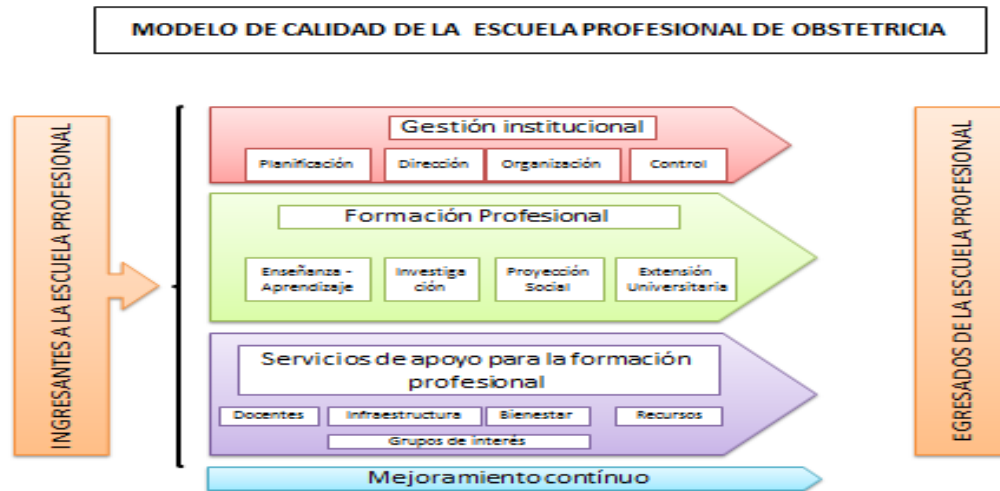 MODELO DE CALIDAD DE LA ESCUELA PROFESIONAL DE OBSTETRICIA
INGRESANTES A LA ESCUELA PROFESIONAL
Gestión institucional
Planificación
Dirección
Organización
Control
Formación Profesional
Enseñanza -
Aprendizaje
Investiga
ción
Proyección
Social
Extensión
Universitaria
Servicios de apoyo para la formación
profesional
Docentes
Infraestructura
Bienestar
Recursos
Grupos de interés
Mejoramiento contínuo
EGRESADOS DE LA ESCUELA PROFESIONAL